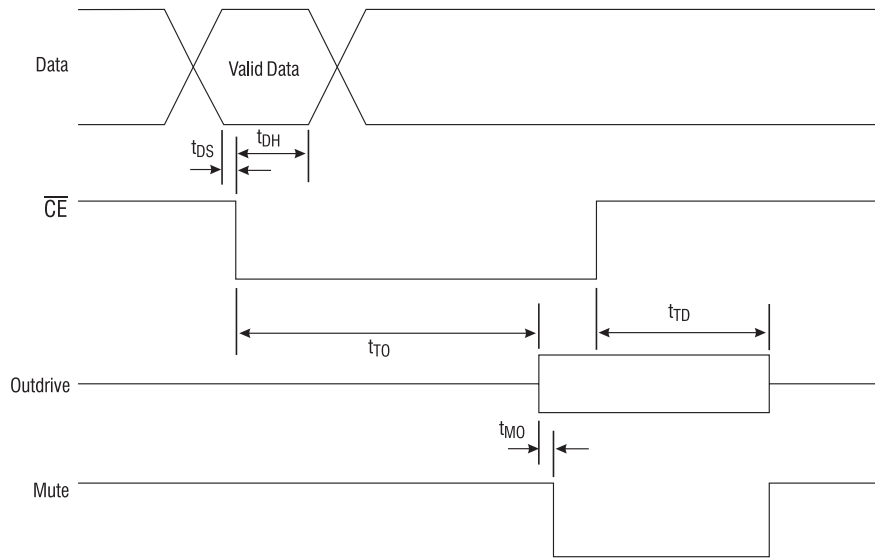 Data
Valid Data
tDS
tDH
CE
tTO
tTD
Outdrive
tMO
Mute